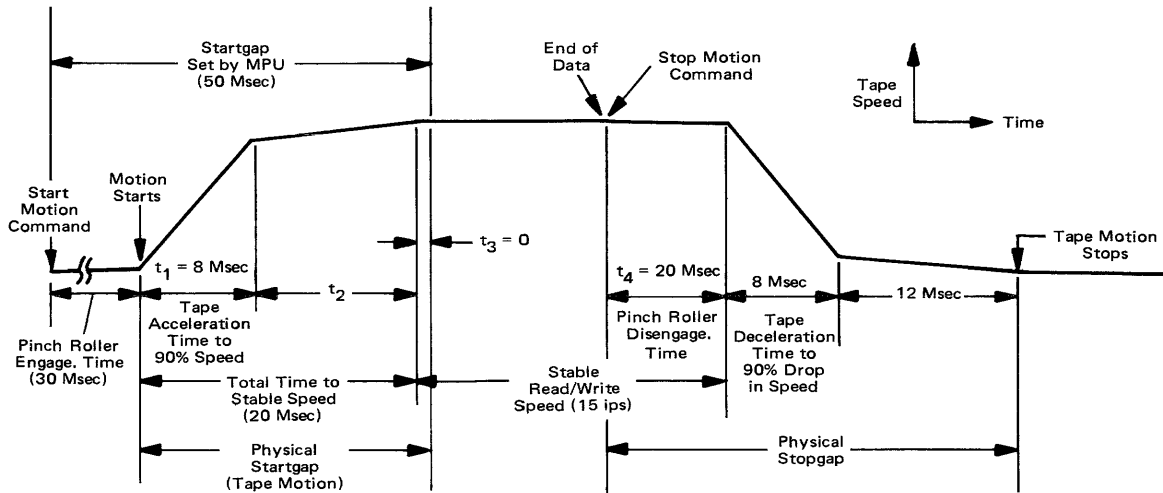 Startgap
Set by MPU
(50 Msec)
End of
Data
Stop Motion
Command
Tape
Speed
Time
Start
Motion
Command
Motion
Starts
t1 = 8 Msec
t2
t3 = 0
t4 = 20 Msec
8 Msec
12 Msec
Tape Motion
Stops
Pinch Roller
Engage. Time
(30 Msec)
Tape
Acceleration
Time to
90% Speed
Pinch Roller
Disengage.
Time
Tape
Deceleration
Time to
90% Drop
in Speed
Total Time to
Stable Speed
(20 Msec)
Stable
Read/Write
Speed (15 ips)
Physical
Startgap
(Tape Motion)
Physical
Stopgap